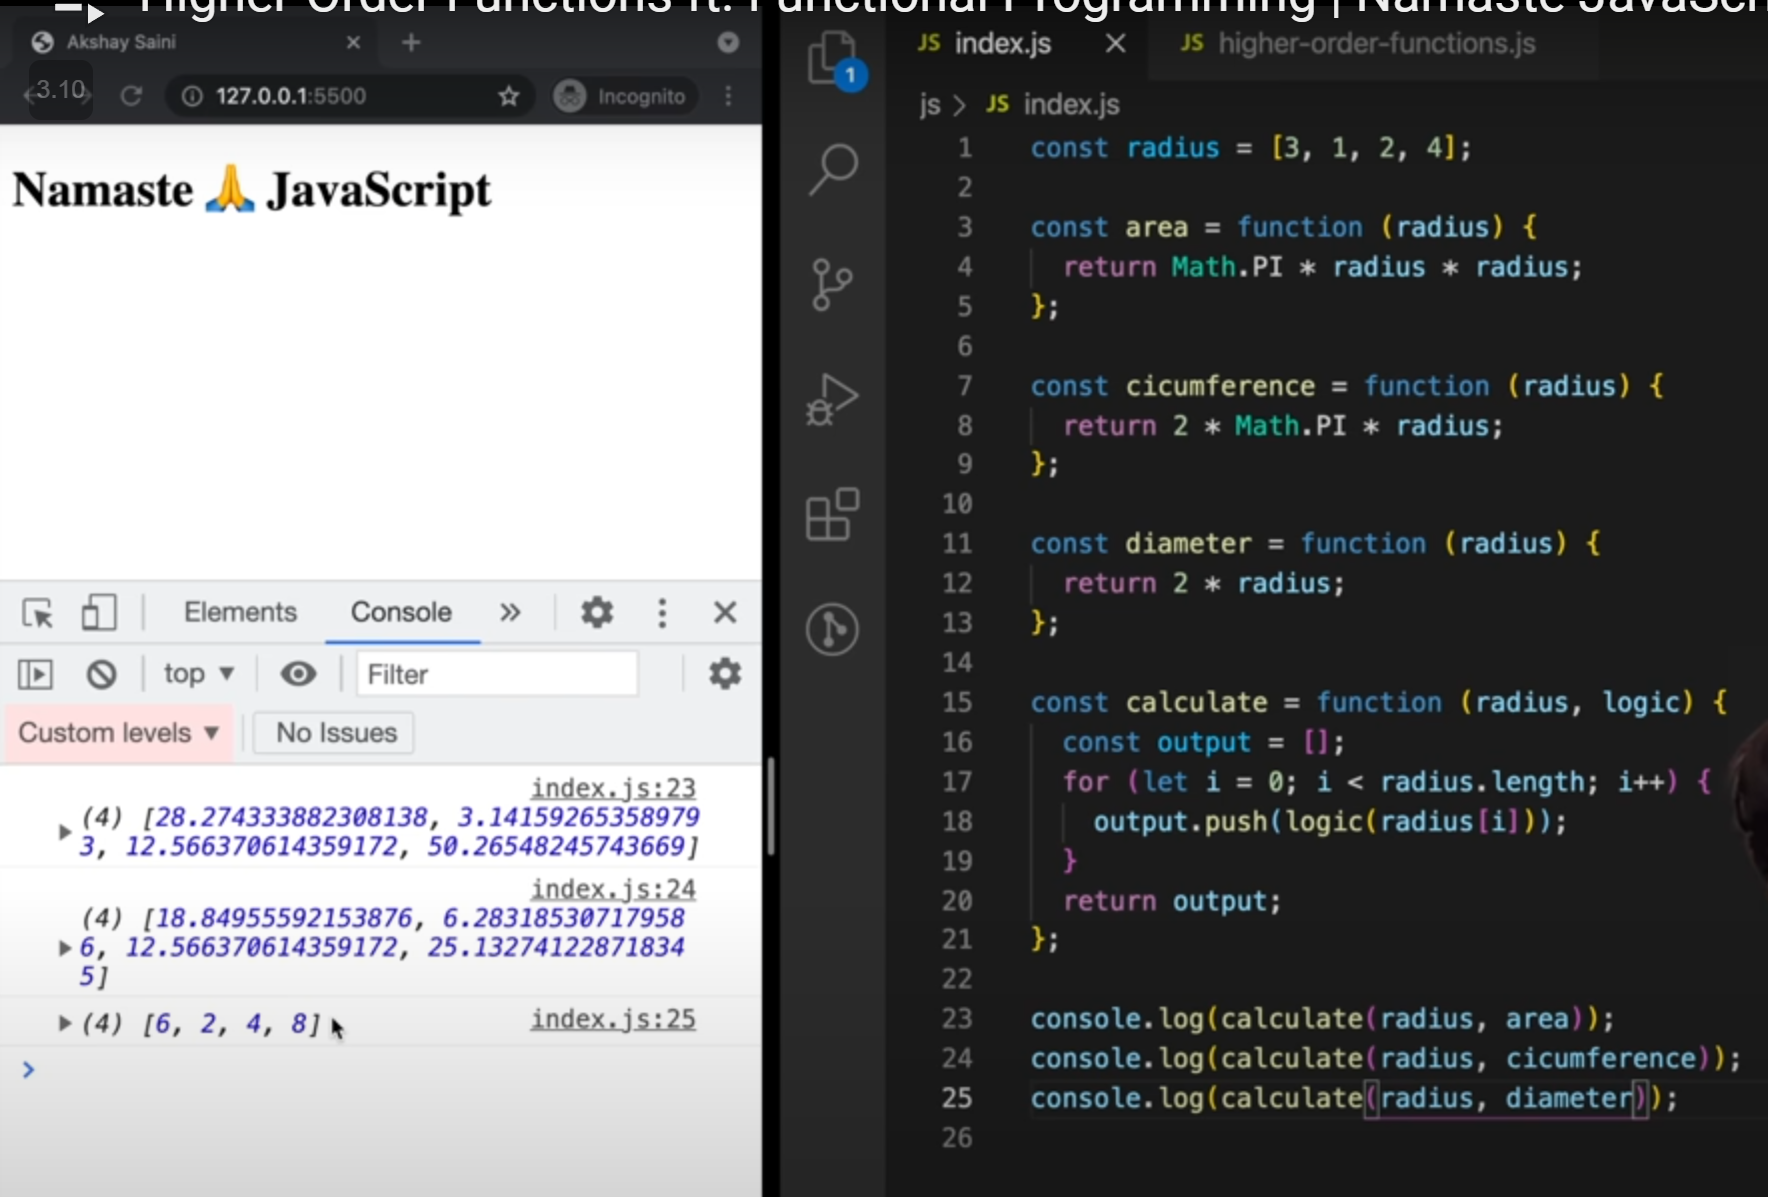 Higher Order Functions ft. Functional Programming | Namaste JavaScri
Akshay Saini
3.10
127.0.0.1:5500
Incognito
Namaste 🙏 JavaScript
Elements Console
top ▼ Filter
Custom levels ▼ No Issues
index.js:23
(4) [28.274333882308138, 3.14159265358979
3, 12.566370614359172, 50.26548245743669]
index.js:24
(4) [18.84955592153876, 6.28318530717958
6, 12.566370614359172, 25.13274122871834
5]
(4) [6, 2, 4, 8] index.js:25
>
1
JS index.js JS higher-order-functions.js
js > JS index.js
1 const radius = [3, 1, 2, 4];
2
3 const area = function (radius) {
4 return Math.PI * radius * radius;
5 };
6
7 const cicumference = function (radius) {
8 return 2 * Math.PI * radius;
9 };
10
11 const diameter = function (radius) {
12 return 2 * radius;
13 };
14
15 const calculate = function (radius, logic) {
16 const output = [];
17 for (let i = 0; i < radius.length; i++) {
18 output.push(logic(radius[i]));
19 }
20 return output;
21 };
22
23 console.log(calculate(radius, area));
24 console.log(calculate(radius, cicumference));
25 console.log(calculate(radius, diameter));
26